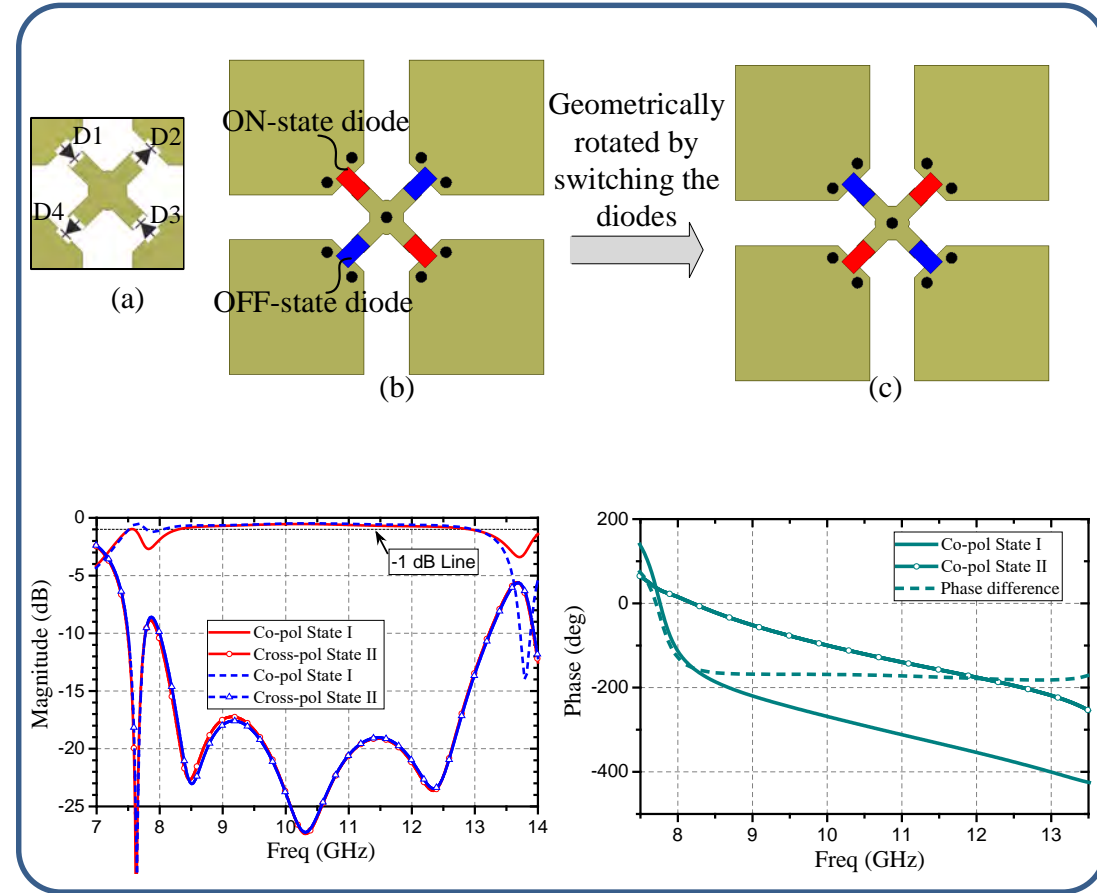 D1
D2
D4
D3
(a)
ON-state diode
OFF-state diode
(b)
Geometrically
rotated by
switching the
diodes
(c)
0
-5
-10
-15
-20
-25
Magnitude (dB)
-1 dB Line
Co-pol State I
Cross-pol State II
Co-pol State I
Cross-pol State II
7
8
9
10
11
12
13
14
Freq (GHz)
200
0
-200
-400
Phase (deg)
Co-pol State I
Co-pol State II
Phase difference
8
9
10
11
12
13
Freq (GHz)